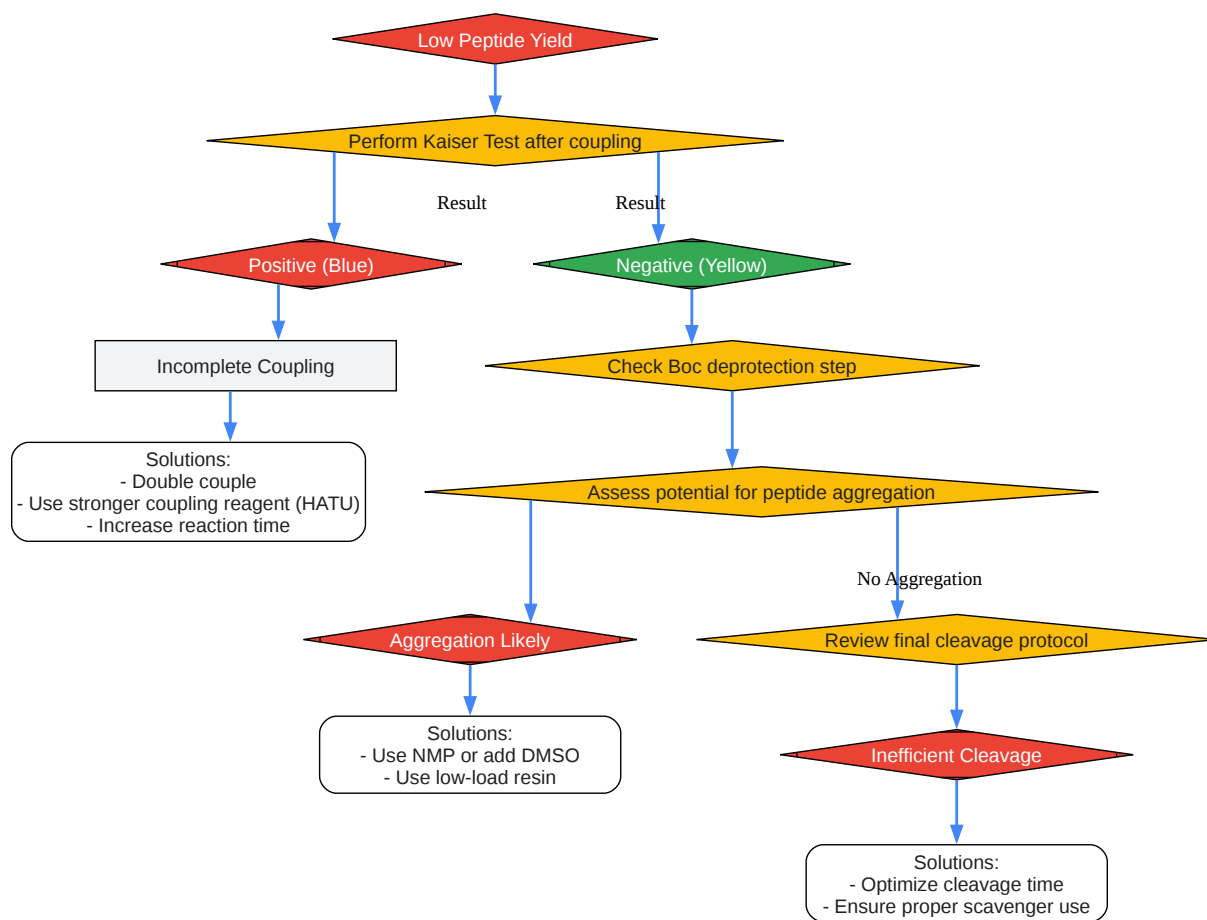 Low Peptide Yield
Perform Kaiser Test after coupling
Result
Result
Positive (Blue)
Negative (Yellow)
Incomplete Coupling
Check Boc deprotection step
Solutions:
- Double couple
- Use stronger coupling reagent (HATU)
- Increase reaction time
Assess potential for peptide aggregation
No Aggregation
Aggregation Likely
Review final cleavage protocol
Solutions:
- Use NMP or add DMSO
- Use low-load resin
Inefficient Cleavage
Solutions:
- Optimize cleavage time
- Ensure proper scavenger use